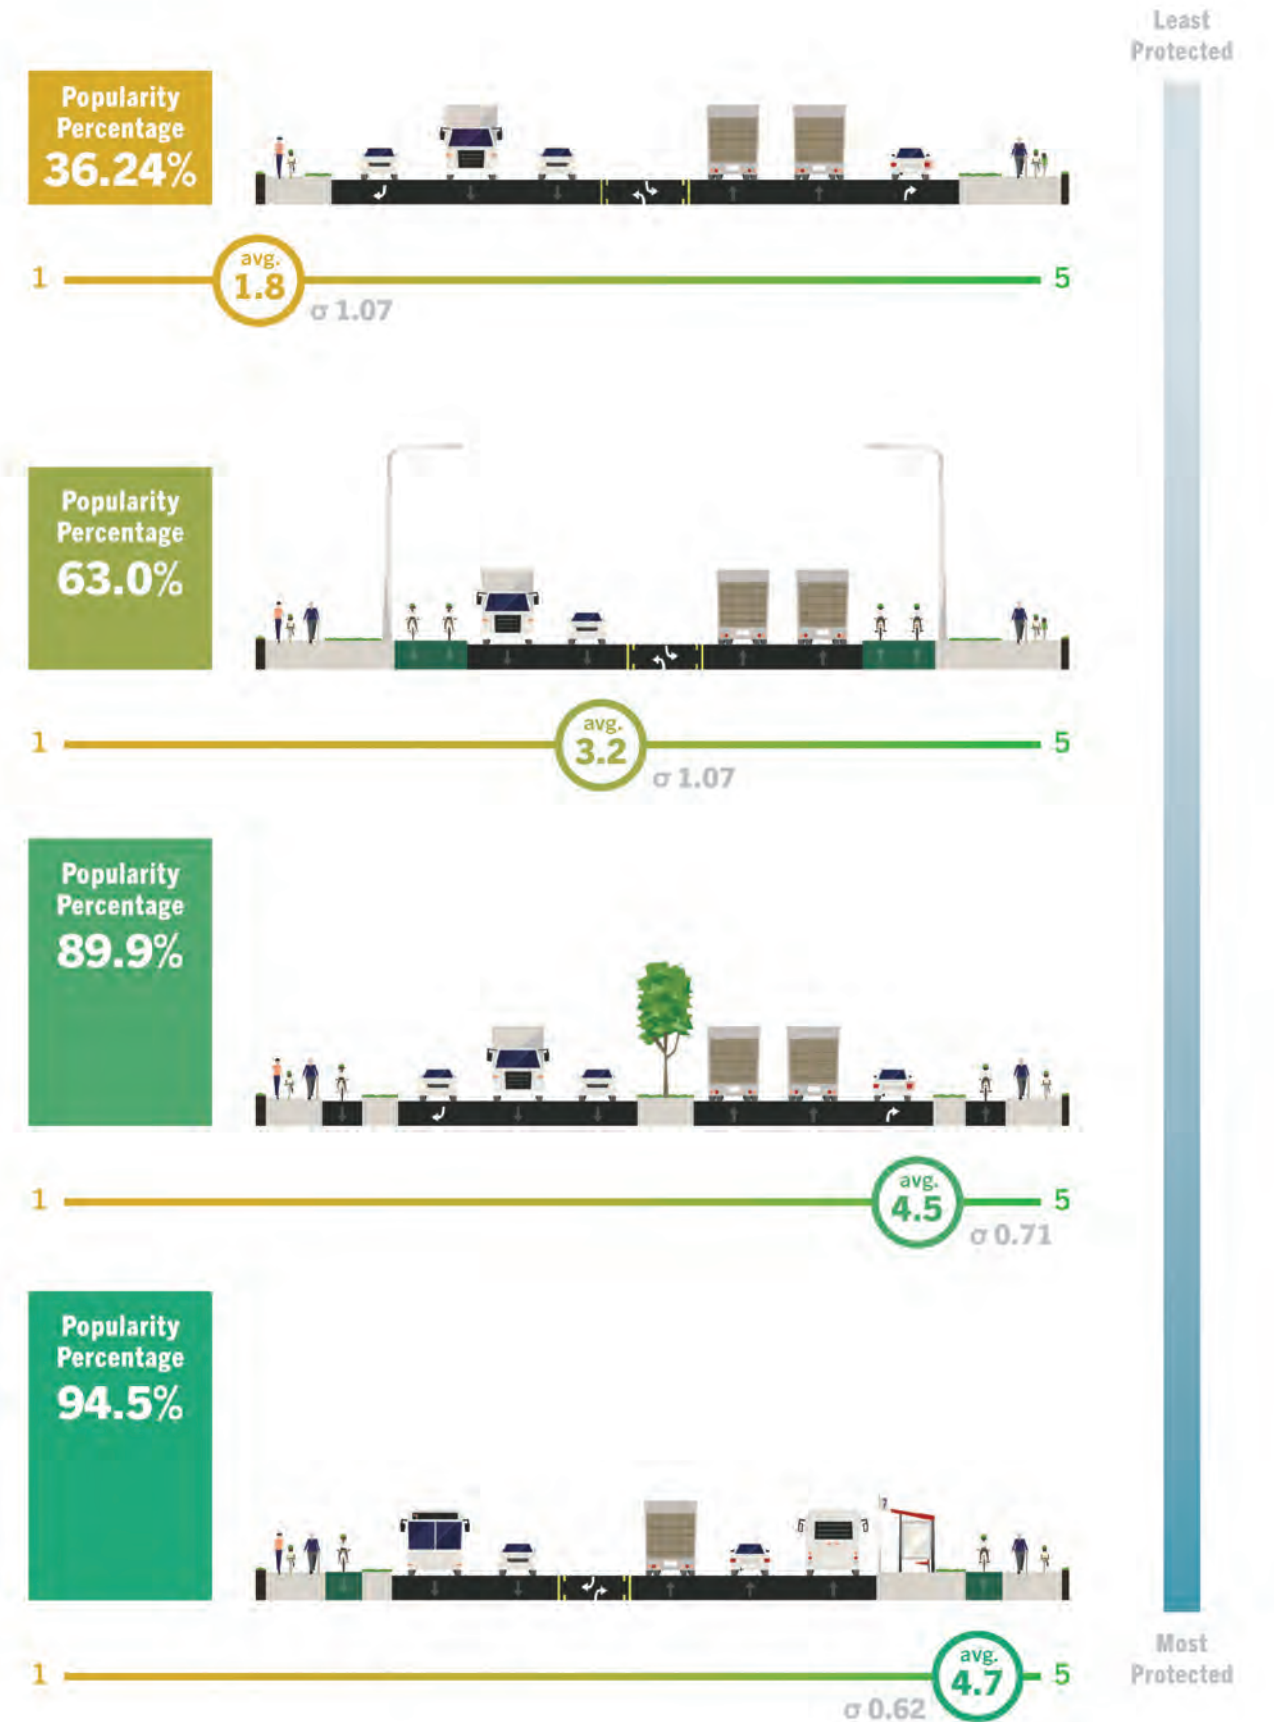 Least
Protected
Popularity
Percentage
36.24%
1
avg.
1.8
σ 1.07
5
Popularity
Percentage
63.0%
1
avg.
3.2
σ 1.07
5
Popularity
Percentage
89.9%
1
avg.
4.5
σ 0.71
5
Popularity
Percentage
94.5%
1
σ 0.62
avg.
4.7
5
Most
Protected